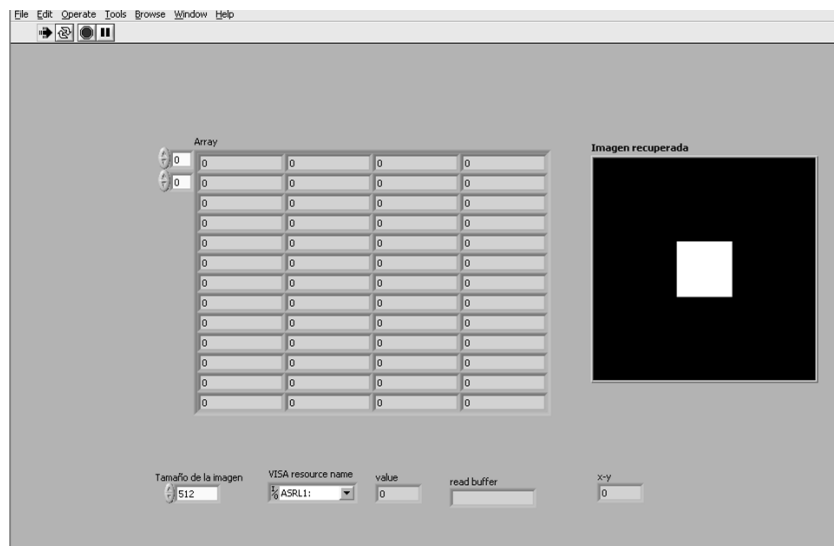 File Edit Operate Tools Browse Window Help
Array
Imagen recuperada
0 0 0 0 0
0 0 0 0 0
0 0 0 0
0 0 0 0
0 0 0 0
0 0 0 0
0 0 0 0
0 0 0 0
0 0 0 0
0 0 0 0
0 0 0 0
0 0 0 0
0 0 0 0
Tamaño de la imagen VISA resource name value read buffer x-y
512 ASRL1: 0 0